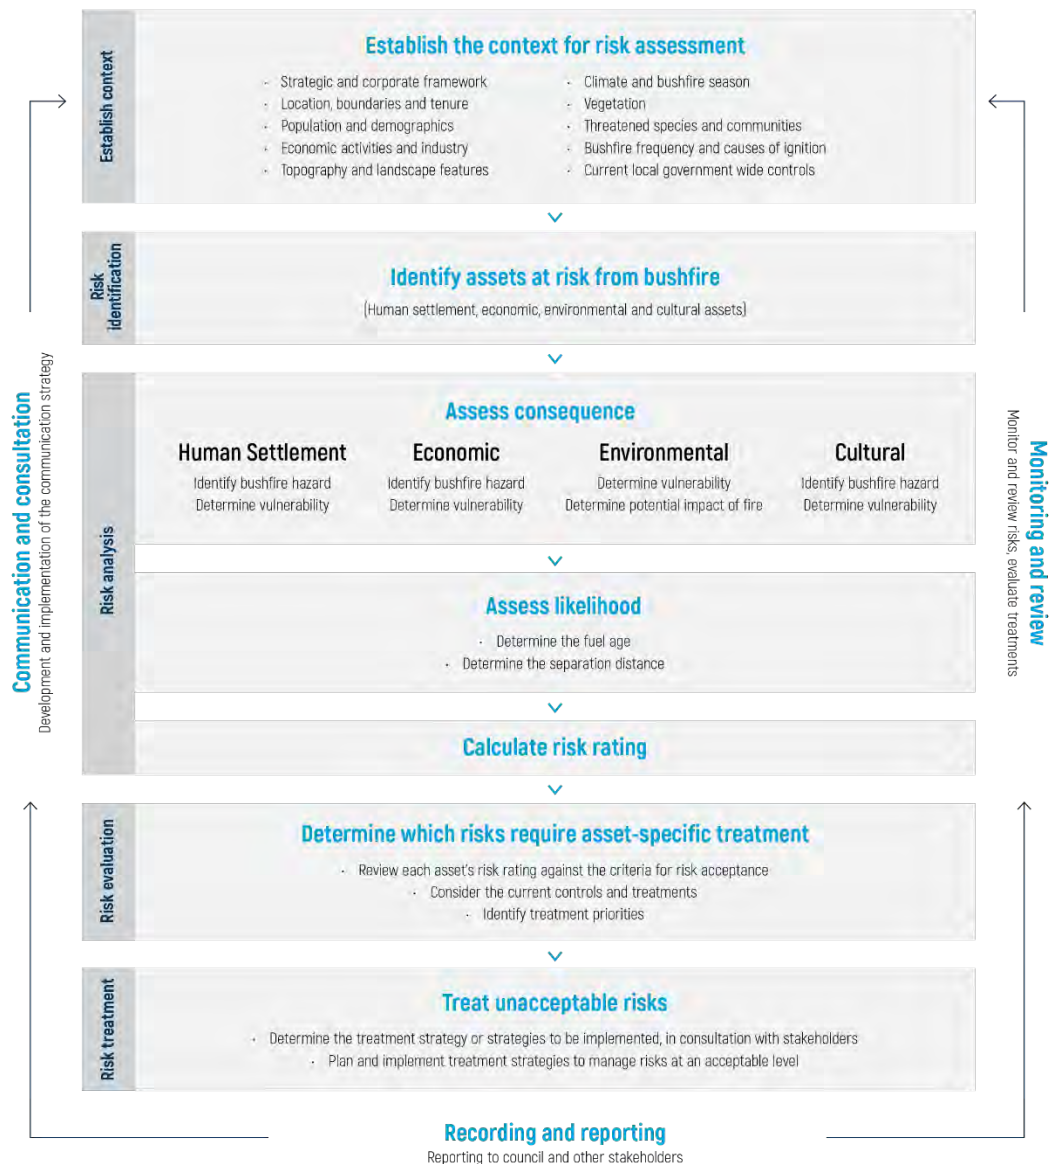 Establish context
Establish the context for risk assessment
· Strategic and corporate framework
· Location, boundaries and tenure
· Population and demographics
· Economic activities and industry
· Topography and landscape features
· Climate and bushfire season
· Vegetation
· Threatened species and communities
· Bushfire frequency and causes of ignition
· Current local government wide controls
Risk
identification
Identify assets at risk from bushfire
(Human settlement, economic, environmental and cultural assets)
Risk analysis
Assess consequence
Human Settlement
Identify bushfire hazard
Determine vulnerability
Economic
Identify bushfire hazard
Determine vulnerability
Environmental
Determine vulnerability
Determine potential impact of fire
Cultural
Identify bushfire hazard
Determine vulnerability
Assess likelihood
· Determine the fuel age
· Determine the separation distance
Calculate risk rating
Risk evaluation
Determine which risks require asset-specific treatment
· Review each asset's risk rating against the criteria for risk acceptance
· Consider the current controls and treatments
· Identify treatment priorities
Risk treatment
Treat unacceptable risks
· Determine the treatment strategy or strategies to be implemented, in consultation with stakeholders
· Plan and implement treatment strategies to manage risks at an acceptable level
Communication and consultation
Development and implementation of the communication strategy
Monitoring and review
Monitor and review risks, evaluate treatments
Recording and reporting
Reporting to council and other stakeholders